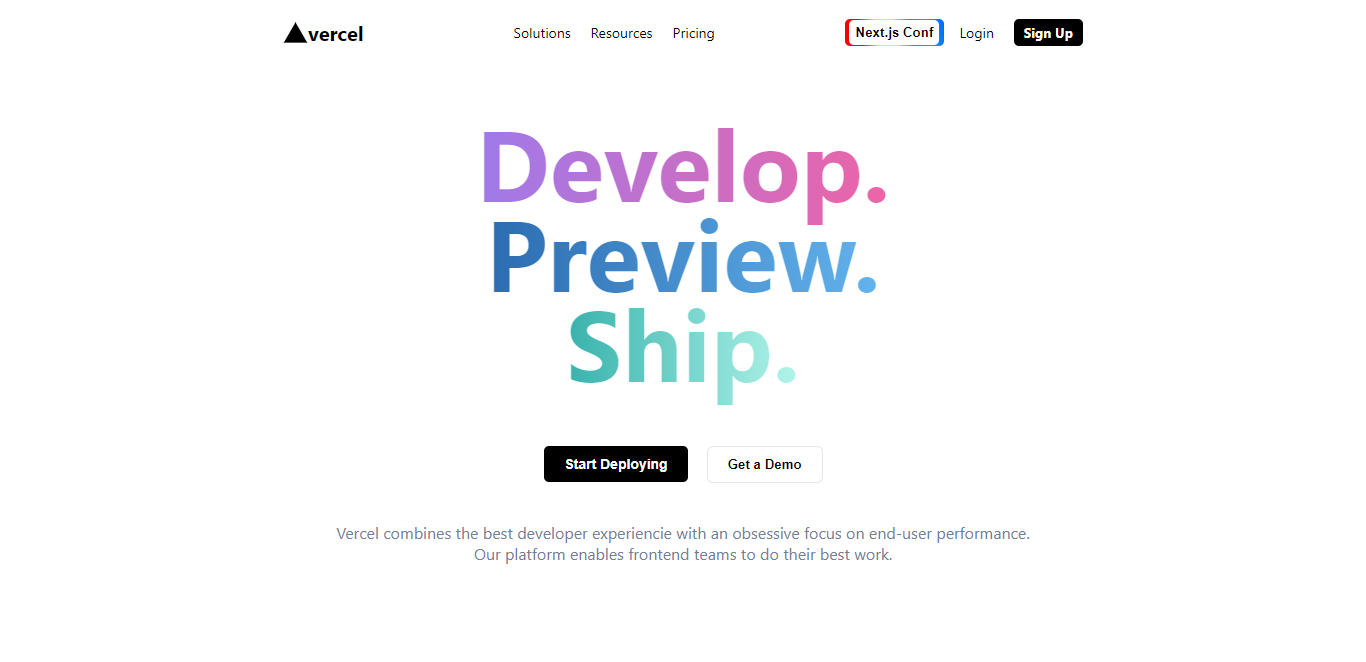 vercel
Solutions Resources Pricing
Next.js Conf Login Sign Up
Develop.
Preview.
Ship.
Start Deploying Get a Demo
Vercel combines the best developer experiencie with an obsessive focus on end-user performance.
Our platform enables frontend teams to do their best work.